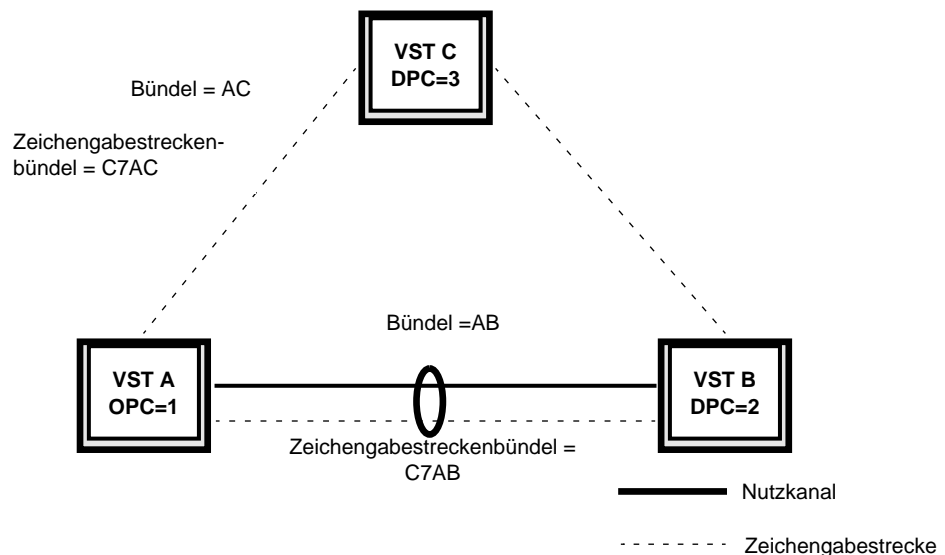 VST C
DPC=3
Bündel = AC
Zeichengabestrecken-
bündel = C7AC
Bündel =AB
VST A
OPC=1
VST B
DPC=2
Zeichengabestreckenbündel =
C7AB
Nutzkanal
Zeichengabestrecke